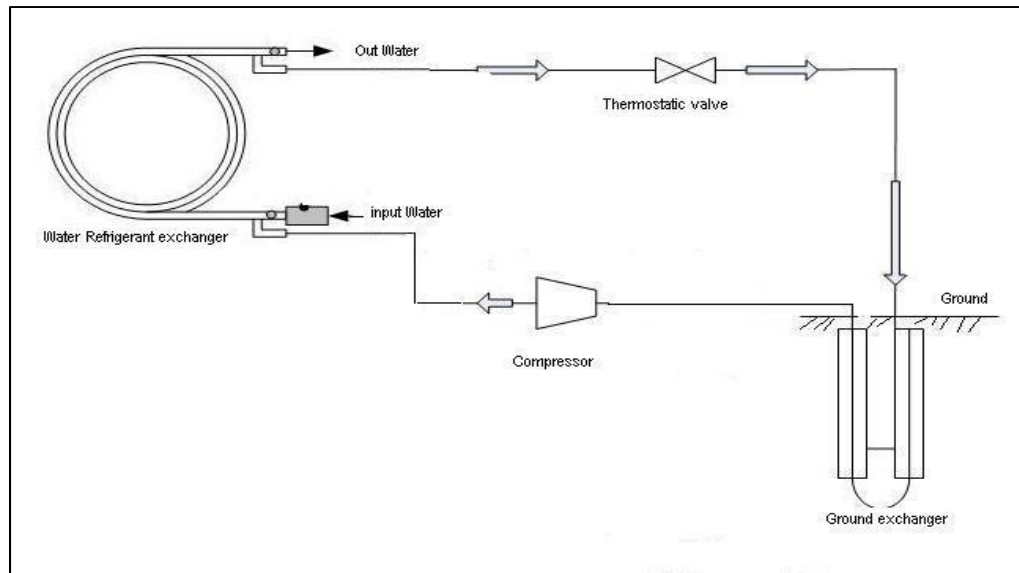 Out Water
Thermostatic valve
input Water
Water Refrigerant exchanger
Ground
Compressor
Ground exchanger